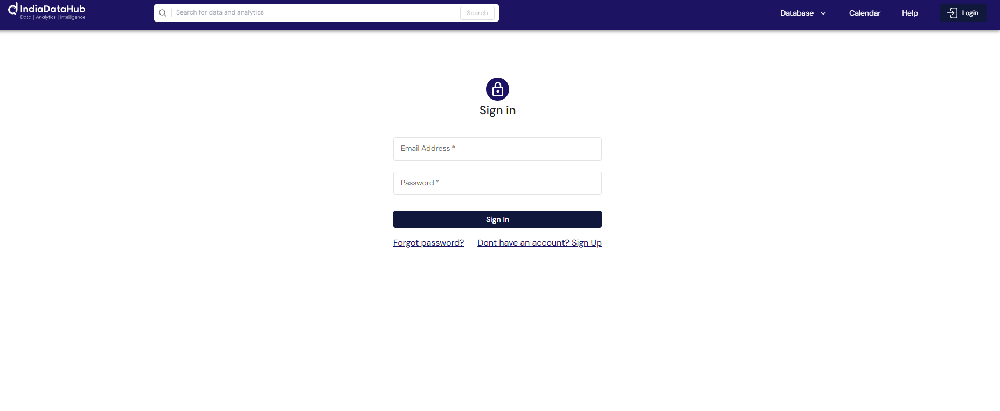 IndiaDataHub
Data | Analytics | Intelligence
Search for data and analytics
Search
Database
Calendar
Help
Login
Sign in
Email Address *
Password *
Sign In
Forgot password?
Dont have an account? Sign Up